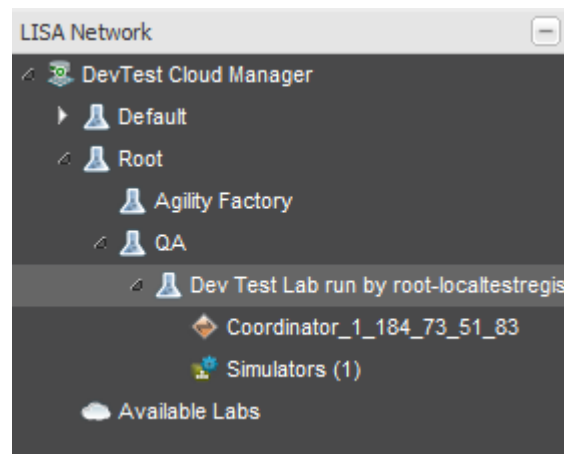 LISA Network
DevTest Cloud Manager
Default
Root
Agility Factory
QA
Dev Test Lab run by root-localtestregis
Coordinator_1_184_73_51_83
Simulators (1)
Available Labs